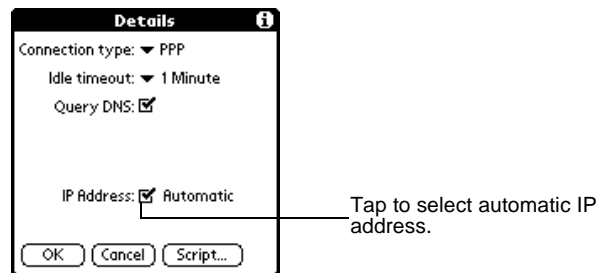 Details
Connection type: PPP
Idle timeout: 1 Minute
Query DNS:
IP Address: Automatic
Tap to select automatic IP
address.
OK Cancel Script...